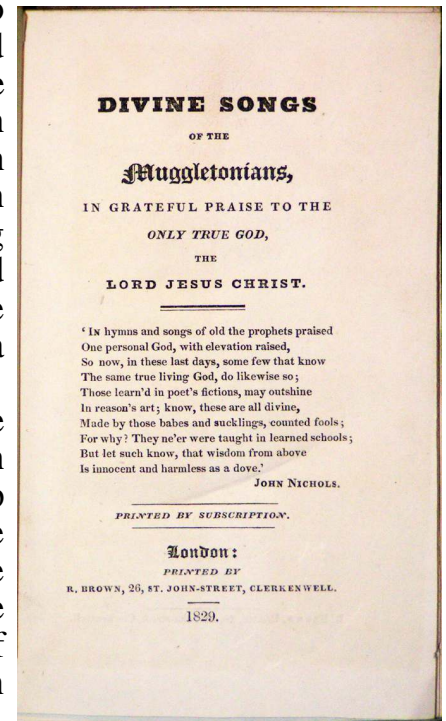 DIVINE SONGS
OF THE
Muggletonians,
IN GRATEFUL PRAISE TO THE
ONLY TRUE GOD,
THE
LORD JESUS CHRIST.
‘ IN hymns and songs of old the prophets praised
One personal God, with elevation raised,
So now, in these last days, some few that know
The same true living God, do likewise so;
Those learn'd in poet's fictions, may outshine
In reason's art; know, these are all divine,
Made by those babes and sucklings, counted fools;
For why? They ne'er were taught in learned schools;
But let such know, that wisdom from above
Is innocent and harmless as a dove.’
JOHN NICHOLS.
PRINTED BY SUBSCRIPTION.
London:
PRINTED BY
R. BROWN, 26, ST. JOHN-STREET, CLERKENWELL.
1829.